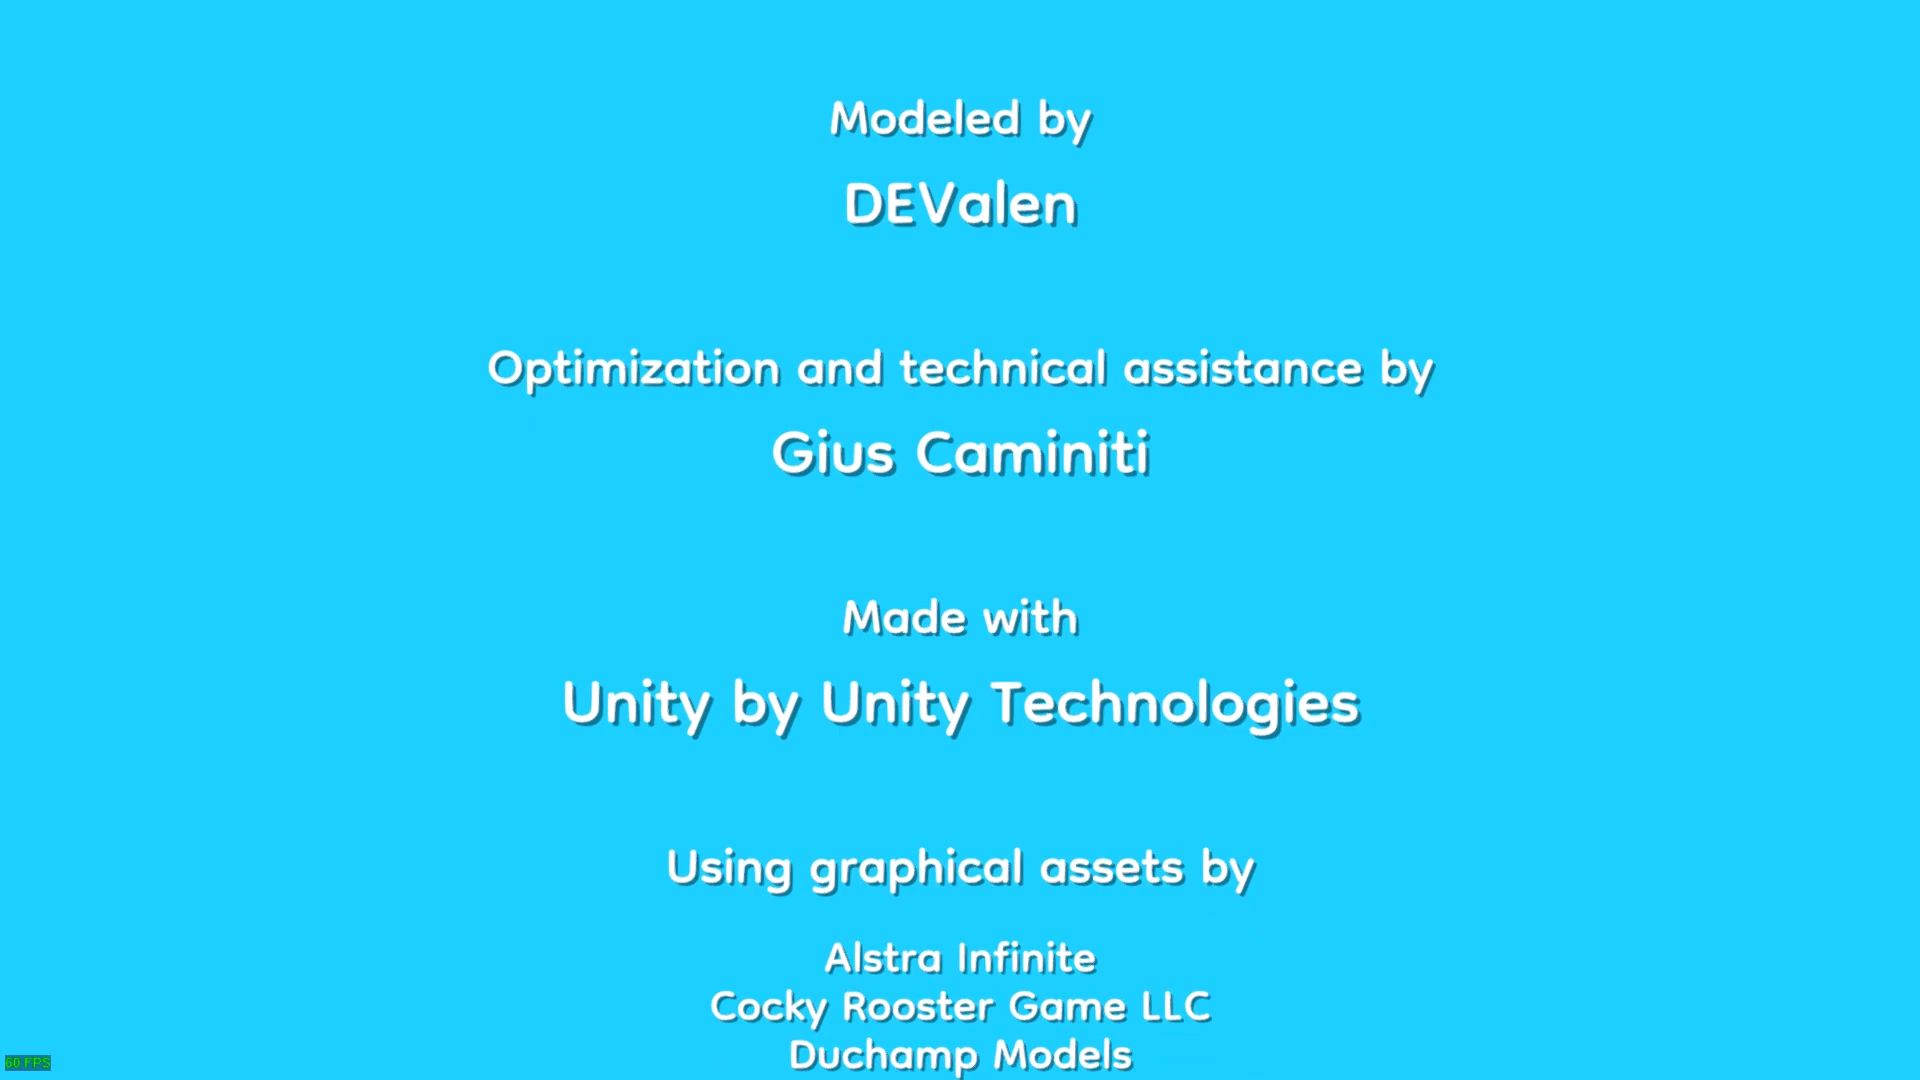 Modeled by
DEValen
Optimization and technical assistance by
Gius Caminiti
Made with
Unity by Unity Technologies
Using graphical assets by
Alstra Infinite
Cocky Rooster Game LLC
Duchamp Models
60 FPS